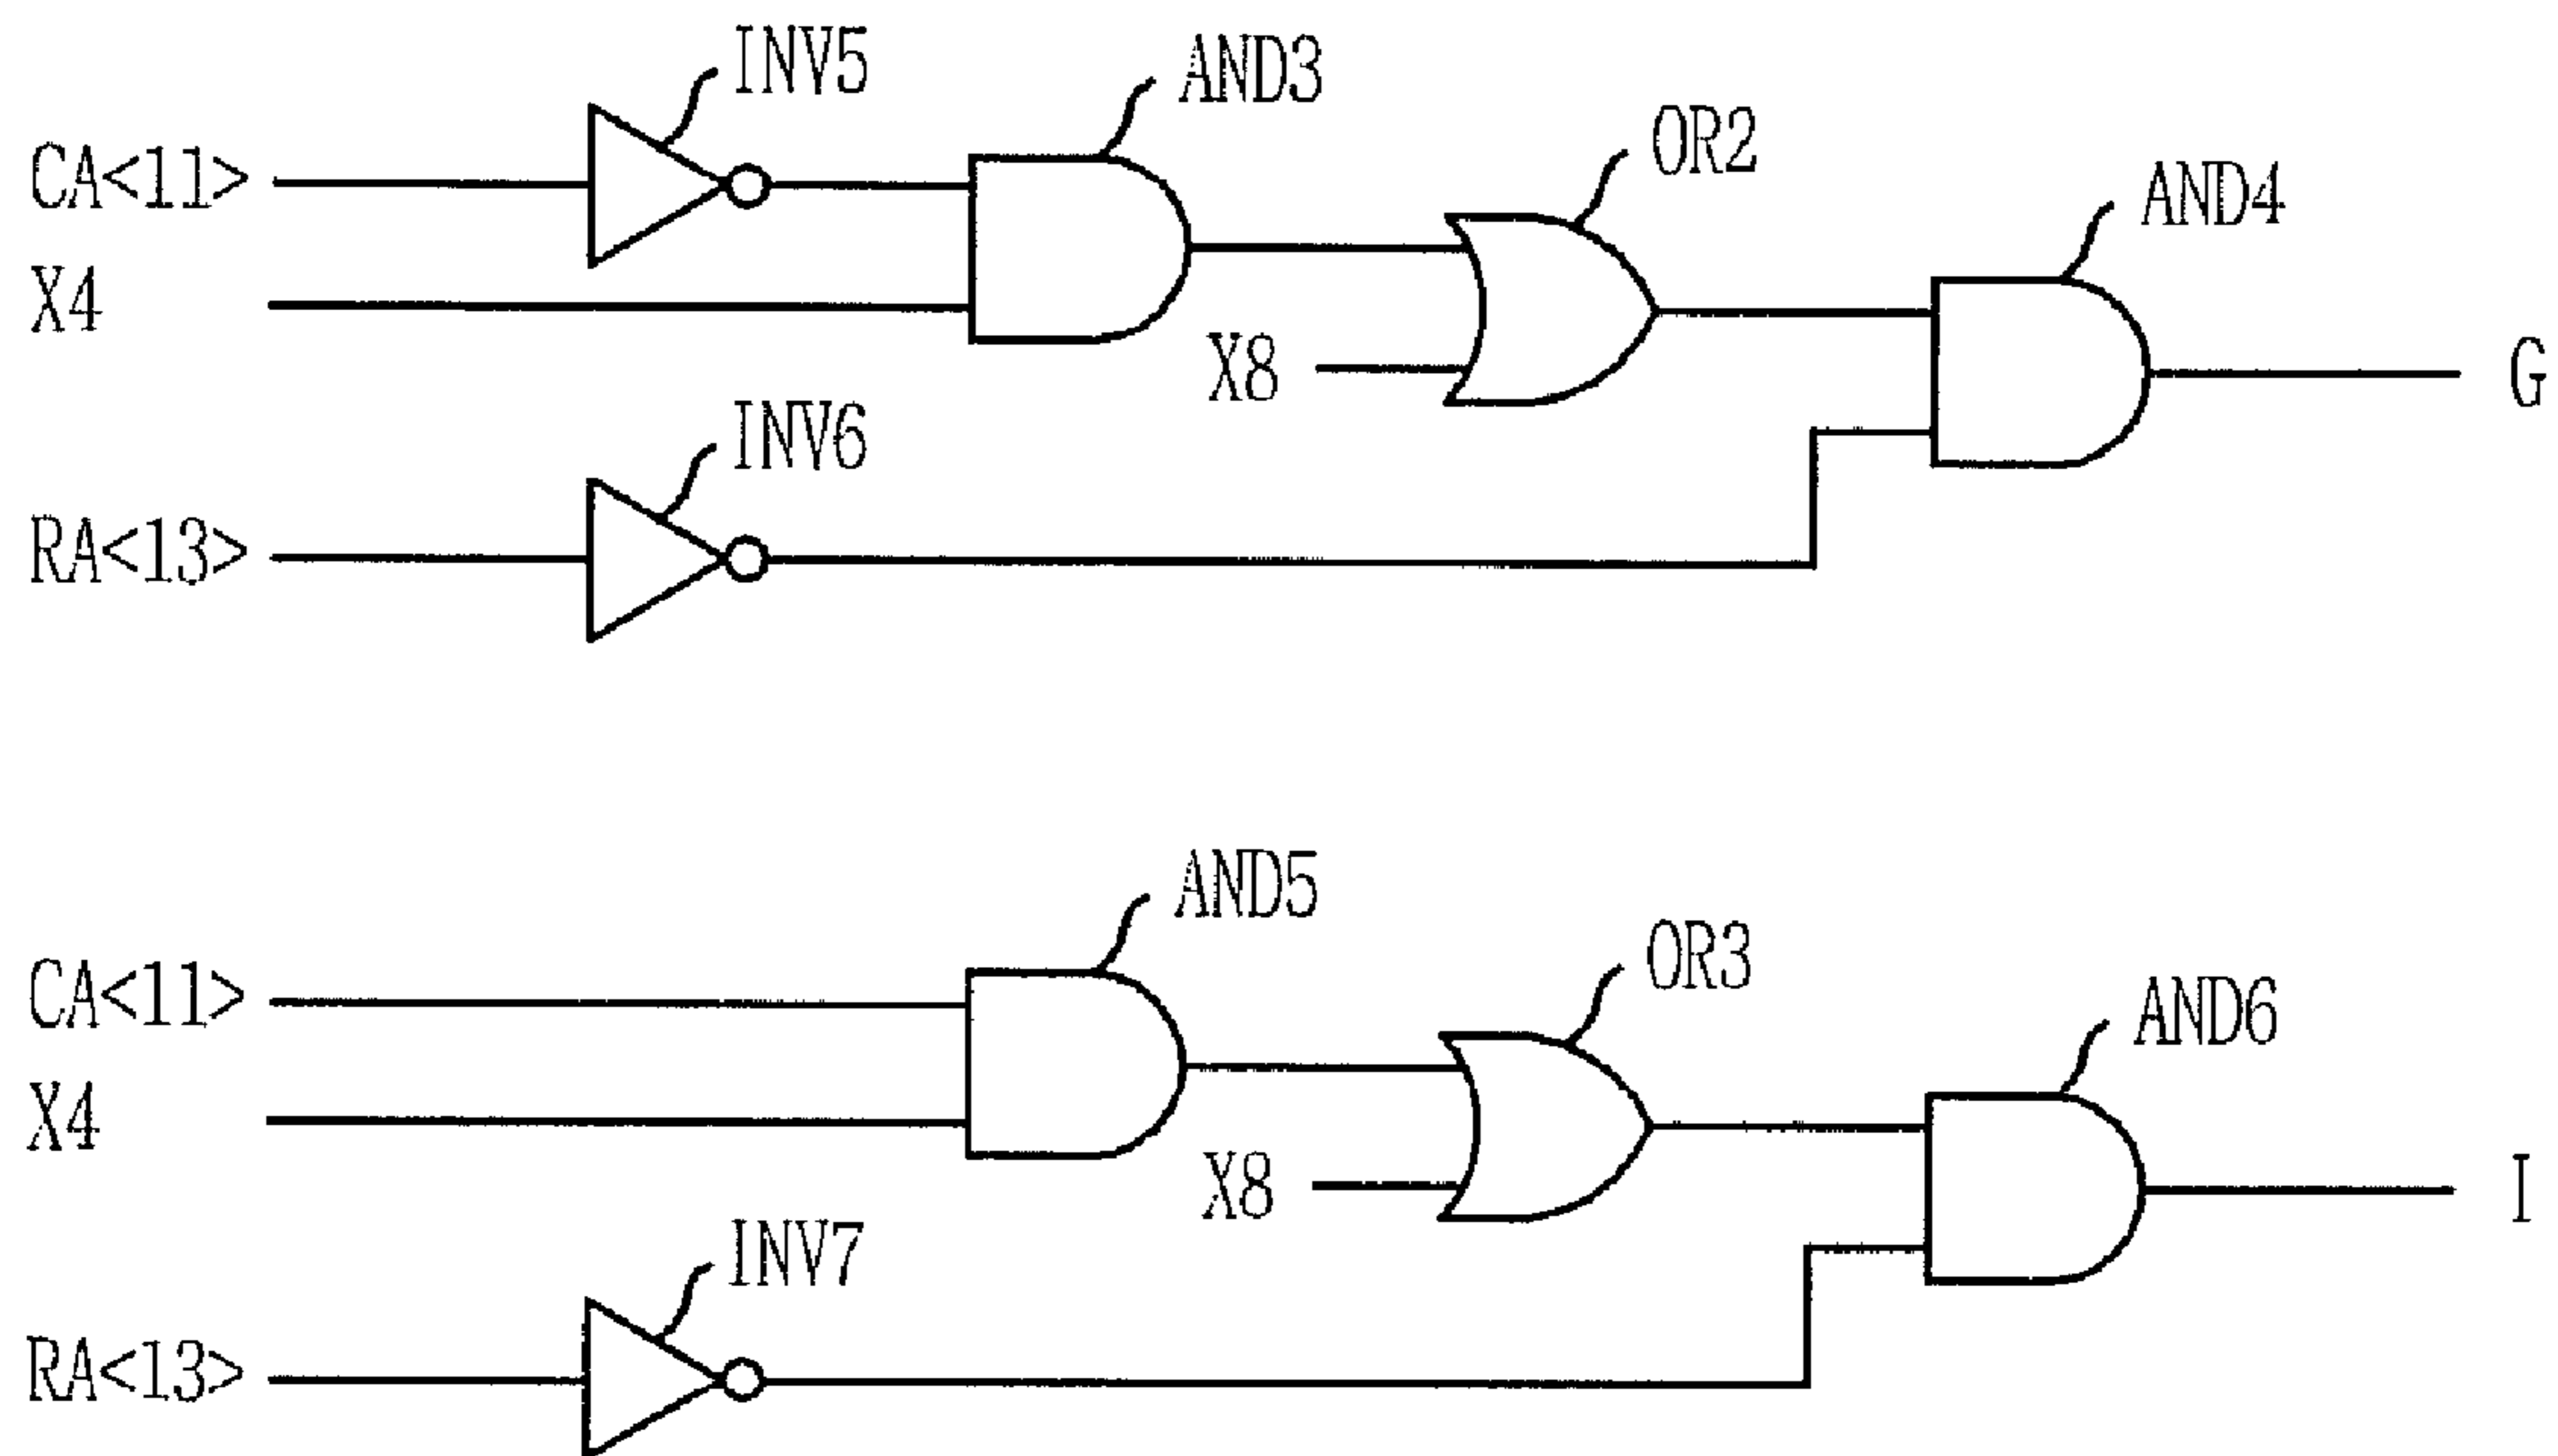 INV5
AND3
CA<11>
OR2
AND4
X4
X8
G
INV6
RA<13>
AND5
CA<11>
OR3
AND6
X4
X8
I
INV7
RA<13>